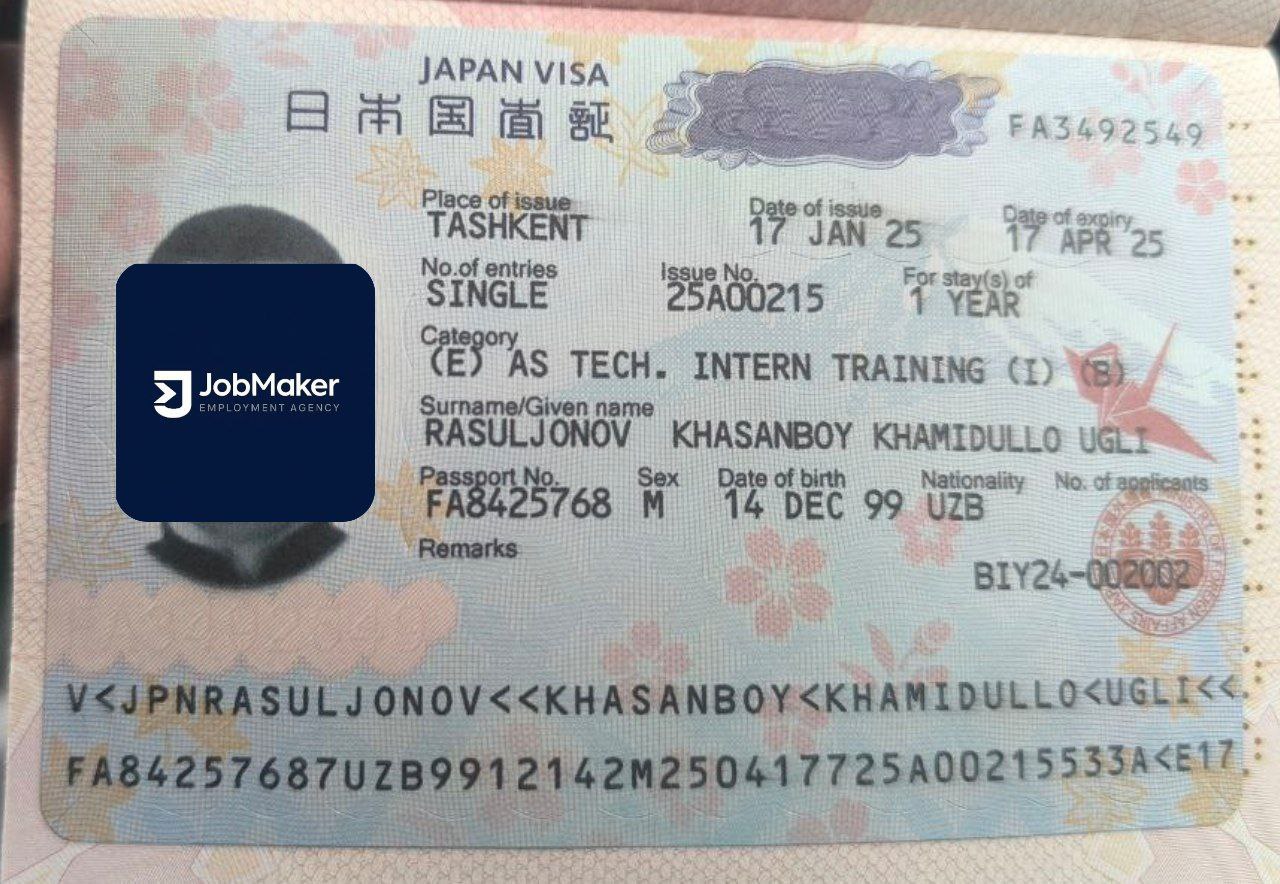 JAPAN VISA
日本国査証
FA3492549
Place of issue
TASHKENT
Date of issue
17 JAN 25
Date of expiry
17 APR 25
No.of entries
SINGLE
Issue No.
25A00215
For stay(s) of
1 YEAR
Category
(E) AS TECH. INTERN TRAINING (I) (B)
Surname/Given name
RASULJONOV KHASANBOY KHAMIDULLO UGLI
Passport No.
FA8425768
Sex
M
Date of birth
14 DEC 99
Nationality
UZB
No. of applicants
Remarks
BIY24-002002
JobMaker
EMPLOYMENT AGENCY
V<JPNRASULJONOV<<KHASANBOY<KHAMIDULLO<UGLI<<
FA84257687UZB9912142M250417725A00215533A<E17